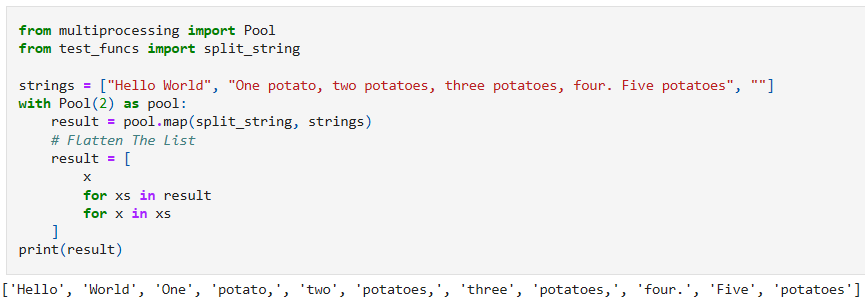 from multiprocessing import Pool
from test_funcs import split_string

strings = ["Hello World", "One potato, two potatoes, three potatoes, four. Five potatoes", ""]
with Pool(2) as pool:
    result = pool.map(split_string, strings)
    # Flatten The List
    result = [
        x
        for xs in result
        for x in xs
    ]
print(result)
['Hello', 'World', 'One', 'potato,', 'two', 'potatoes,', 'three', 'potatoes,', 'four.', 'Five', 'potatoes']